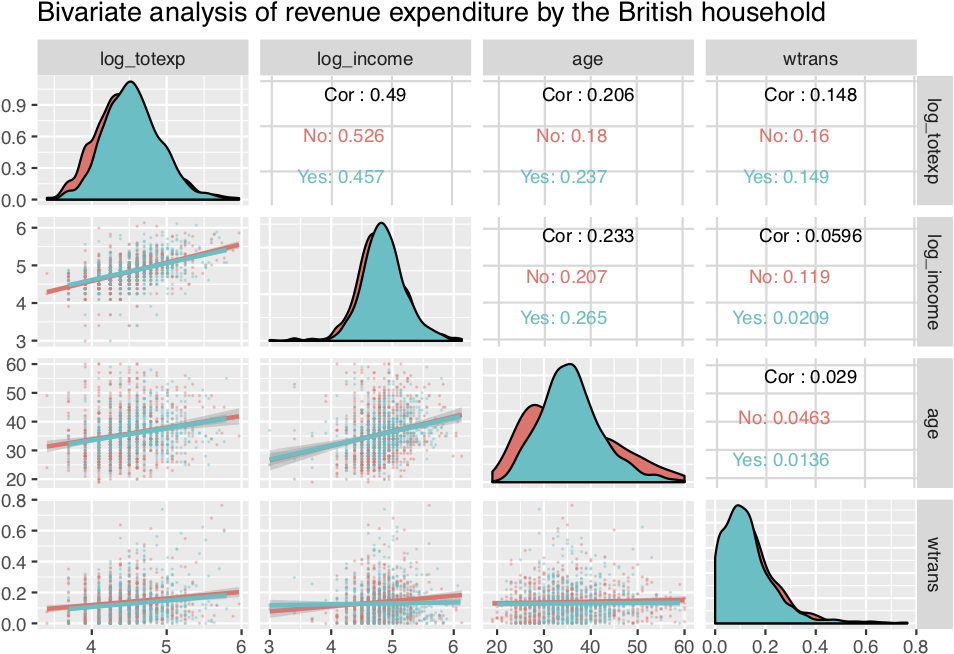 Bivariate analysis of revenue expenditure by the British household
log_totexp
log_income
age
wtrans
0.9
0.6
0.3
0.0
Cor : 0.49
No: 0.526
Yes: 0.457
Cor : 0.206
No: 0.18
Yes: 0.237
Cor : 0.148
No: 0.16
Yes: 0.149
log_totexp
6
5
4
3
Cor : 0.233
No: 0.207
Yes: 0.265
Cor : 0.0596
No: 0.119
Yes: 0.0209
log_income
60
50
40
30
20
Cor : 0.029
No: 0.0463
Yes: 0.0136
age
0.8
0.6
0.4
0.2
0.0
wtrans
4 5 6
3 4 5 6
20 30 40 50 60
0.0 0.2 0.4 0.6 0.8